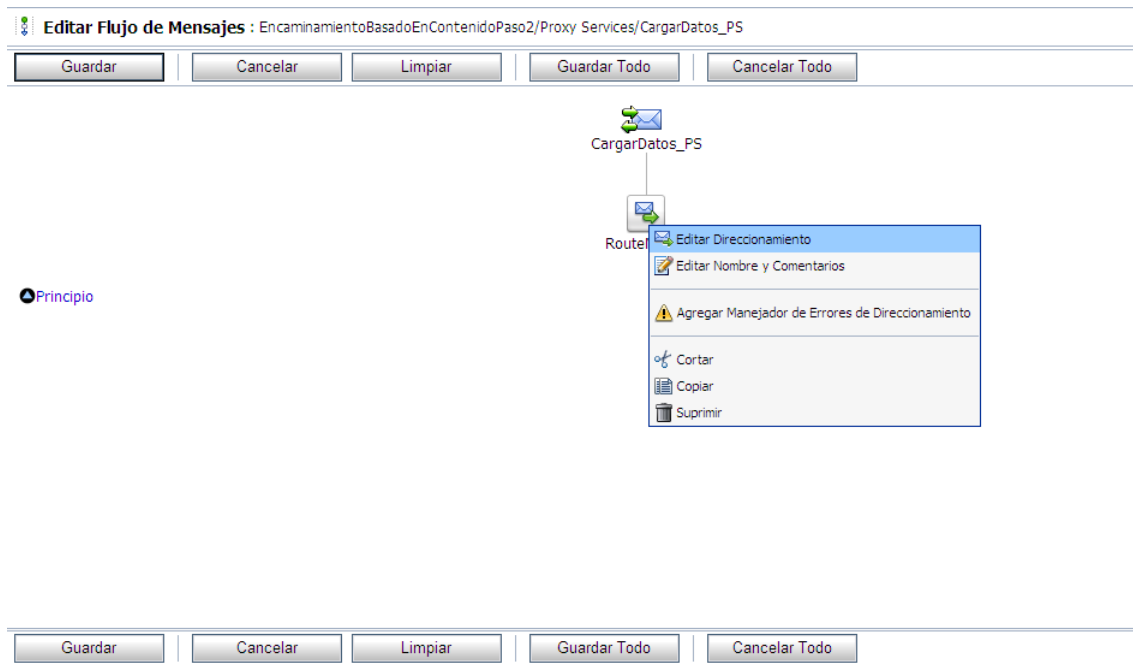 Editar Flujo de Mensajes : EncaminamientoBasadoEnContenidoPaso2/Proxy Services/CargarDatos_PS
Guardar Cancelar Limpiar Guardar Todo Cancelar Todo
CargarDatos_PS
Editar Direccionamiento
Editar Nombre y Comentarios
Principio
Agregar Manejador de Errores de Direccionamiento
Cortar
Copiar
Suprimir
Guardar Cancelar Limpiar Guardar Todo Cancelar Todo